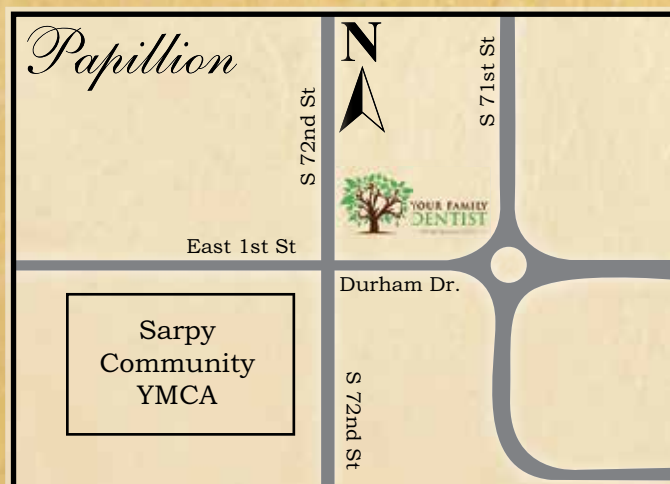 Papillion
N
S 72nd St
S 71st St
YOUR FAMILY
DENTIST
East 1st St
Durham Dr.
Sarpy
Community
YMCA
S 72nd St